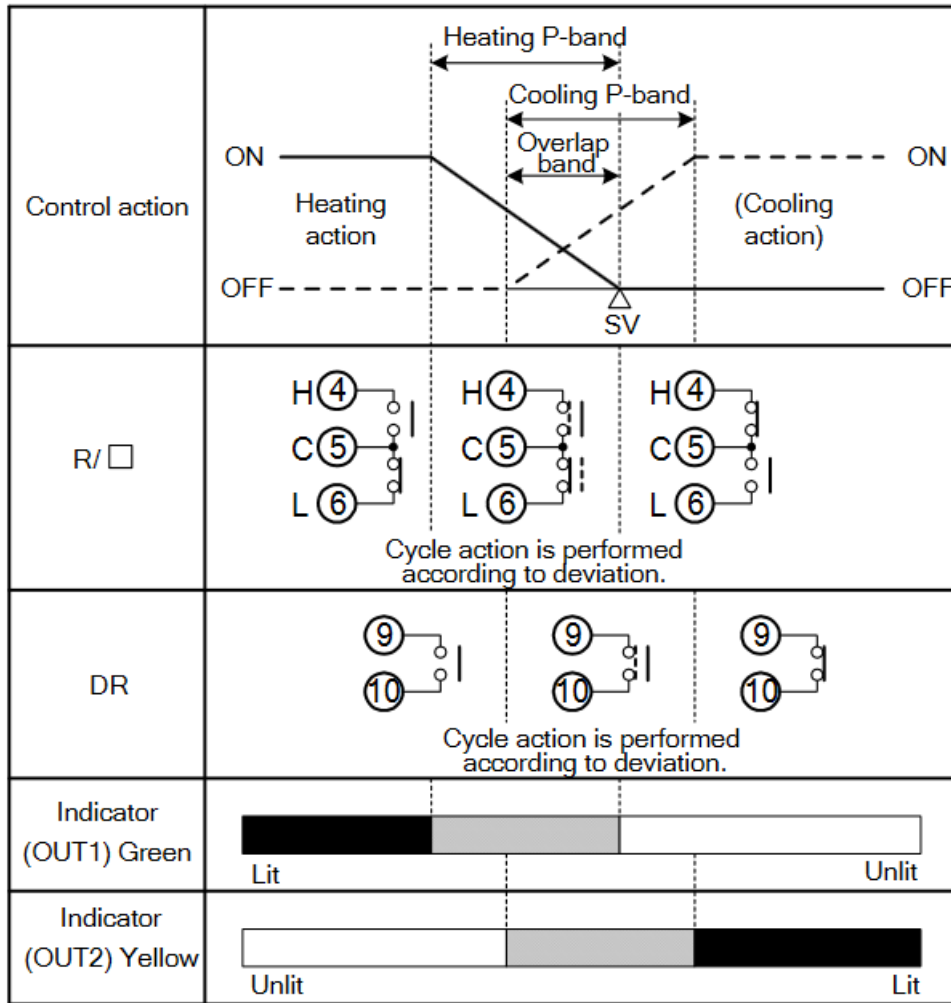 Heating P-band
Cooling P-band
Overlap
band
ON
ON
Control action
Heating
action
(Cooling
action)
OFF
OFF
SV
R/ □
H 4
H 4
H 4
C 5
C 5
C 5
L 6
L 6
L 6
Cycle action is performed
according to deviation.
DR
9
9
9
10
10
10
Cycle action is performed
according to deviation.
Indicator
(OUT1) Green
Lit
Unlit
Indicator
(OUT2) Yellow
Unlit
Lit